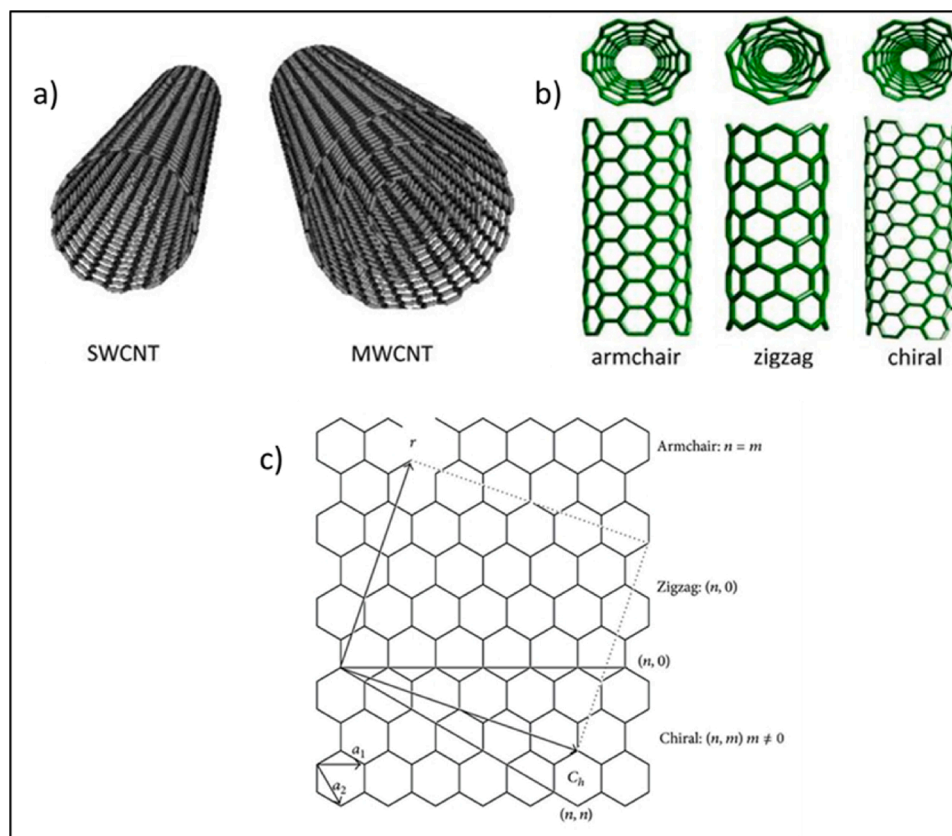 a)
SWCNT
MWCNT
b)
armchair
zigzag
chiral
c)
r
Armchair: n = m
Zigzag: (n, 0)
(n, 0)
Chiral: (n, m) m ≠ 0
a₁
a₂
Cₕ
(n, n)